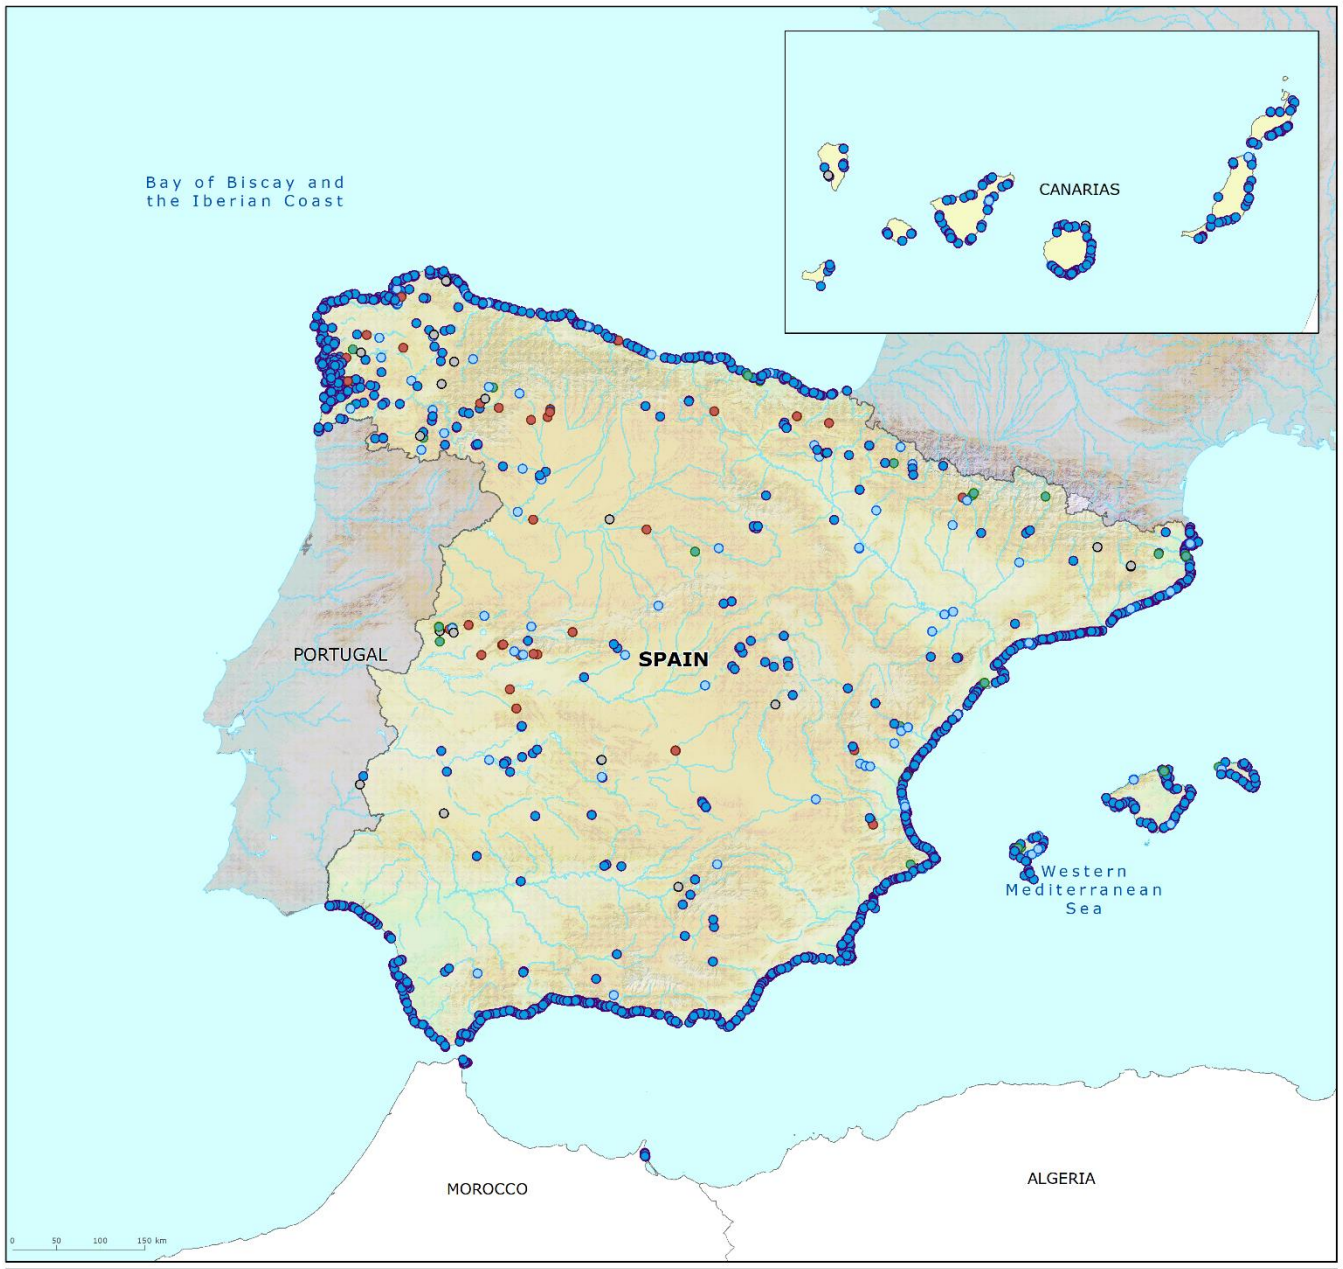 Bay of Biscay and
the Iberian Coast
CANARIAS
PORTUGAL
SPAIN
Western
Mediterranean
Sea
MOROCCO
ALGERIA
0 50 100 150 km